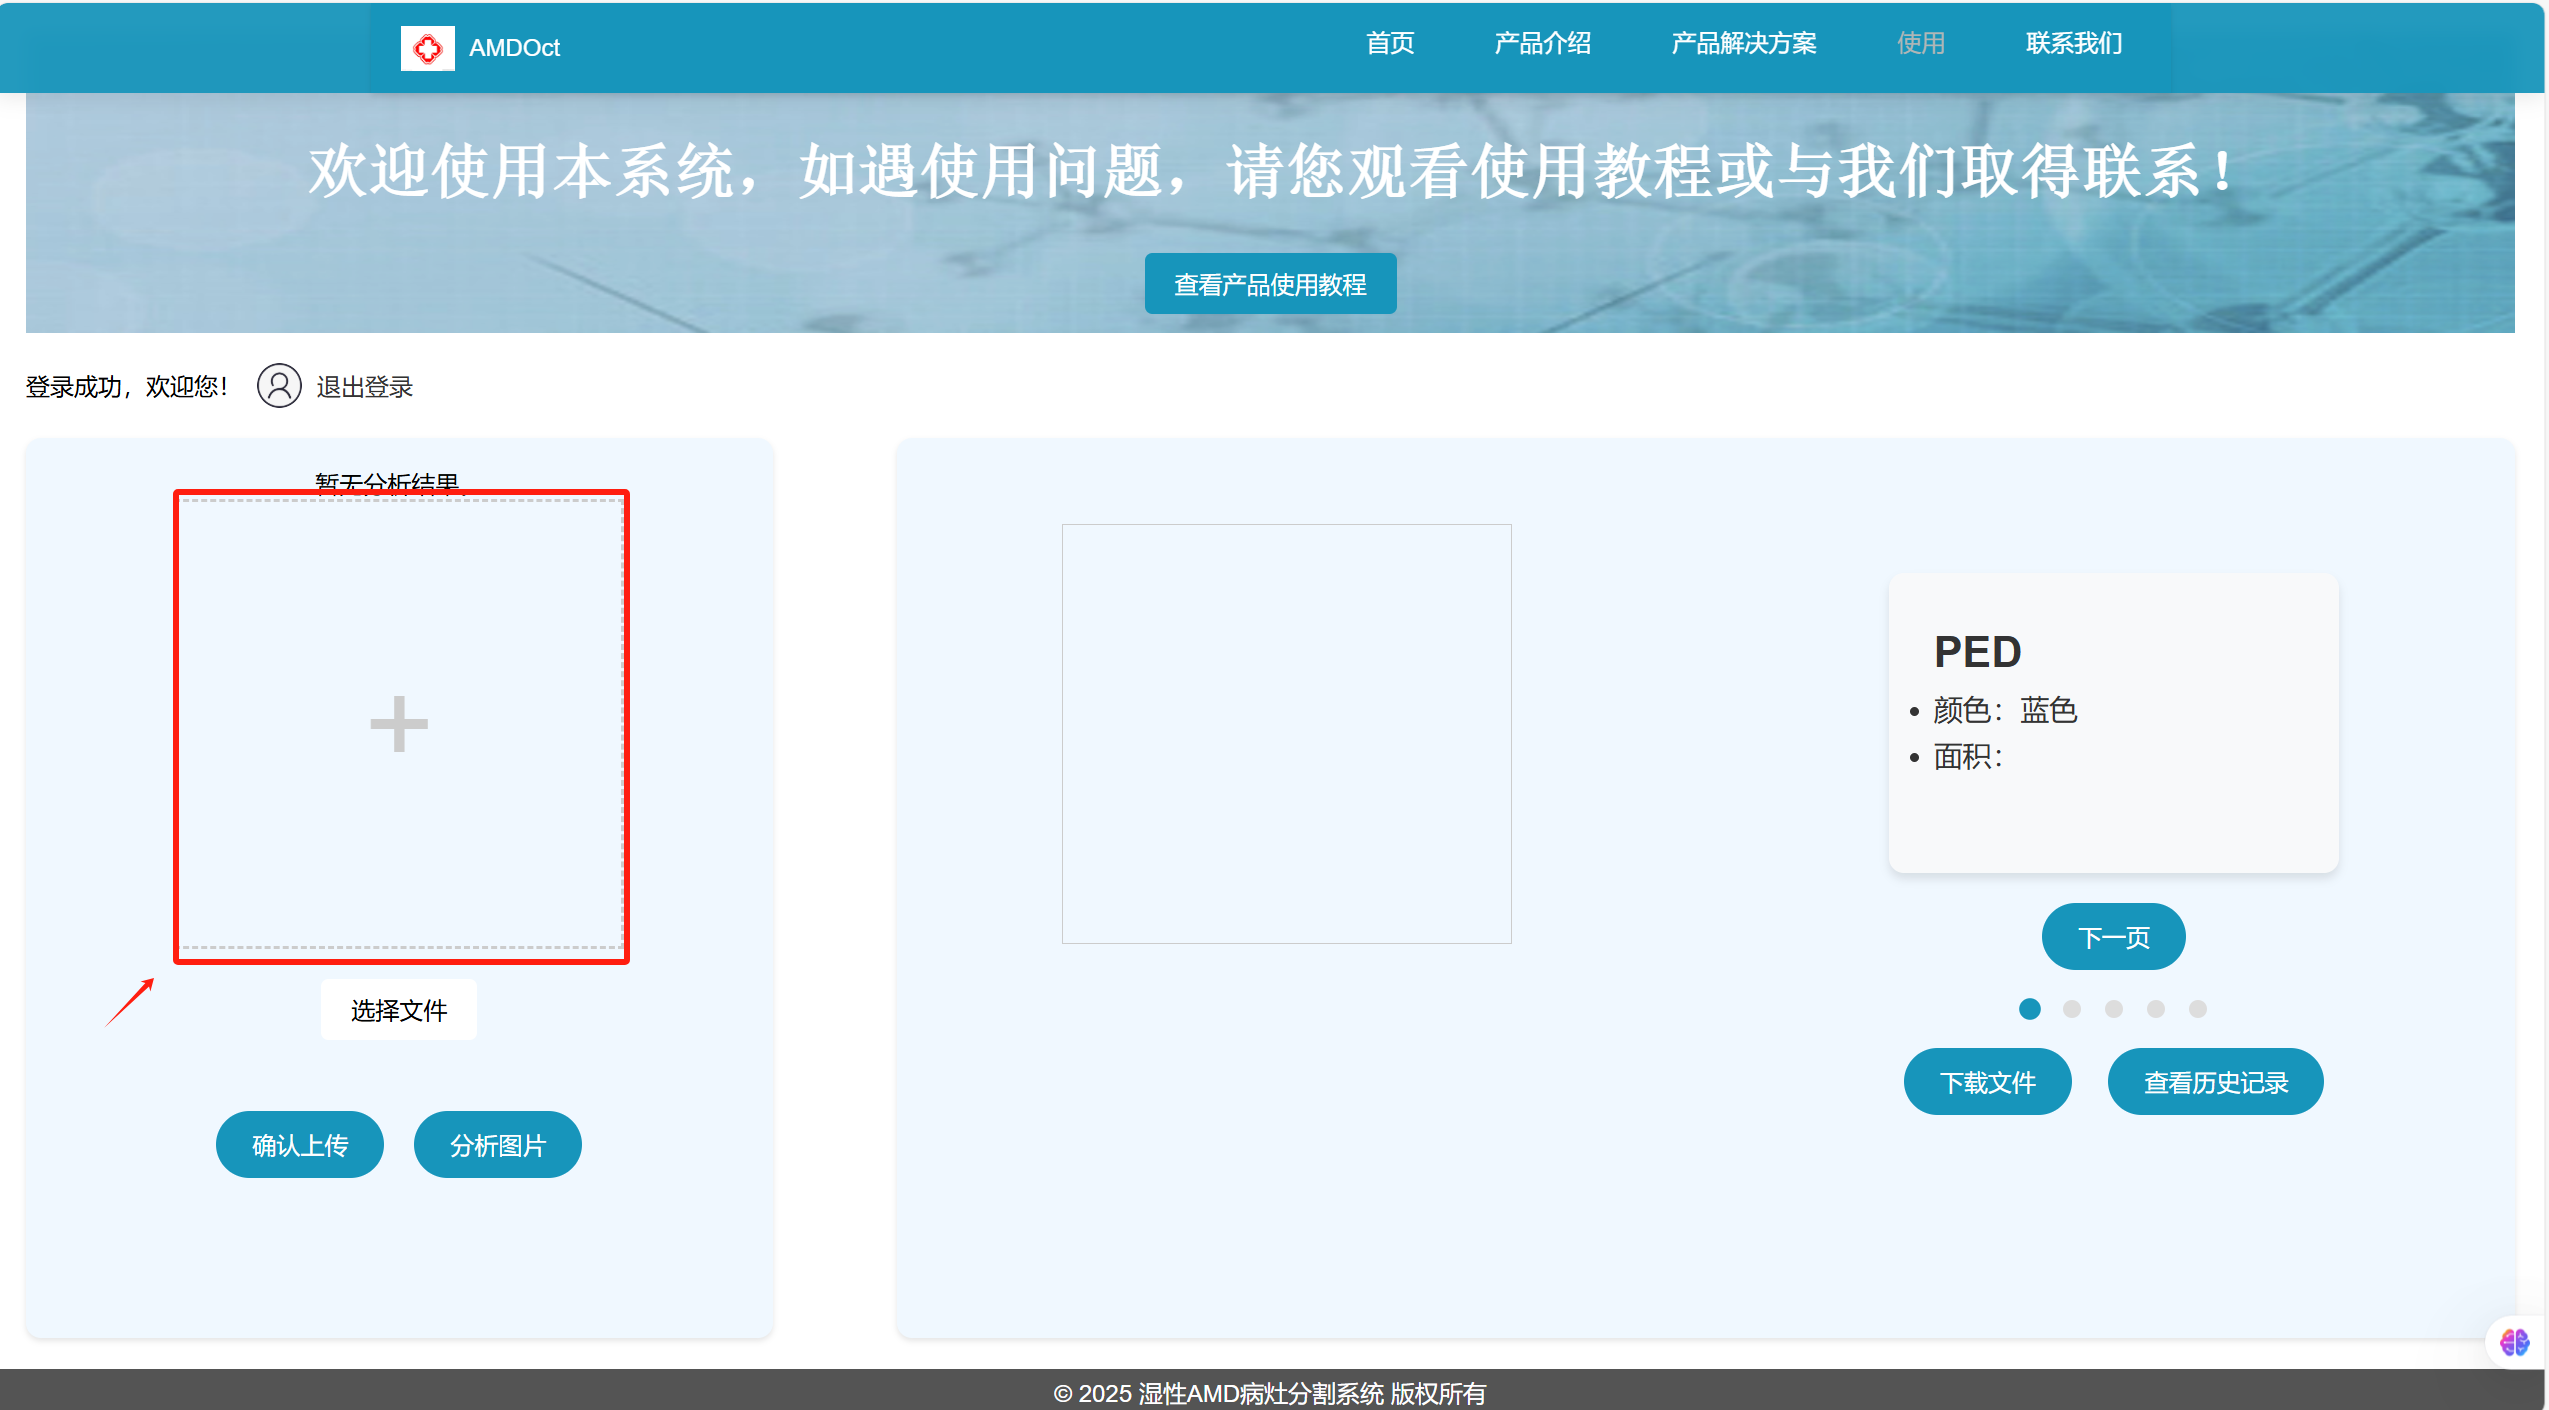 AMDOct
首页
产品介绍
产品解决方案
使用
联系我们
欢迎使用本系统，如遇使用问题，请您观看使用教程或与我们取得联系！
查看产品使用教程
登录成功，欢迎您！
退出登录
暂无分析结果
选择文件
确认上传
分析图片
PED
颜色：蓝色
面积：
下一页
下载文件
查看历史记录
© 2025 湿性AMD病灶分割系统 版权所有